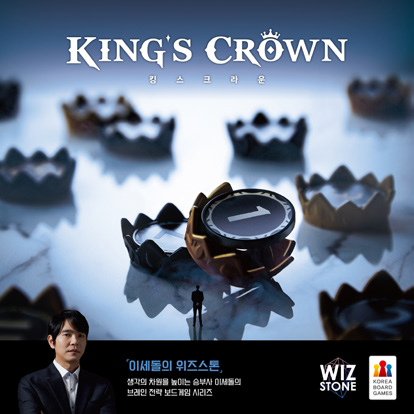 KING'S CROWN
킹스크라운
1
「이세돌의 위즈스톤」
생각의 차원을 높이는 승부사 이세돌의
브레인 전략 보드게임 시리즈
WIZ
STONE
KOREA
BOARD
GAMES